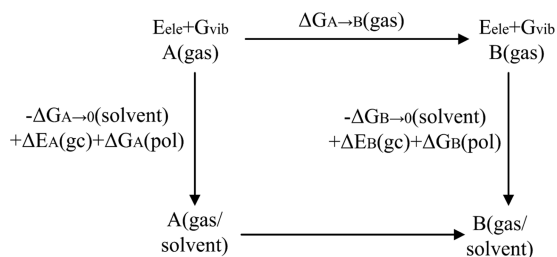 Eele+Gvib
A(gas)
ΔGA→B(gas)
Eele+Gvib
B(gas)
-ΔGA→0(solvent)
+ΔEA(gc)+ΔGA(pol)
-ΔGB→0(solvent)
+ΔEB(gc)+ΔGB(pol)
A(gas/
solvent)
B(gas/
solvent)